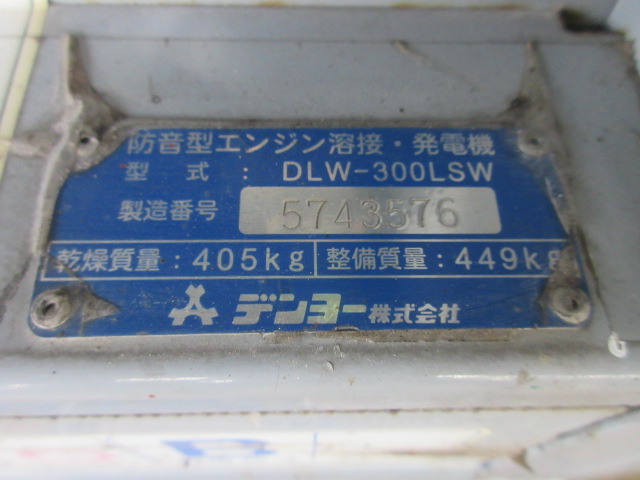 防音型エンジン溶接・発電機
型式: DLW-300LSW
製造番号 5743576
乾燥質量:405kg 整備質量:449kg
デンヨー株式会社